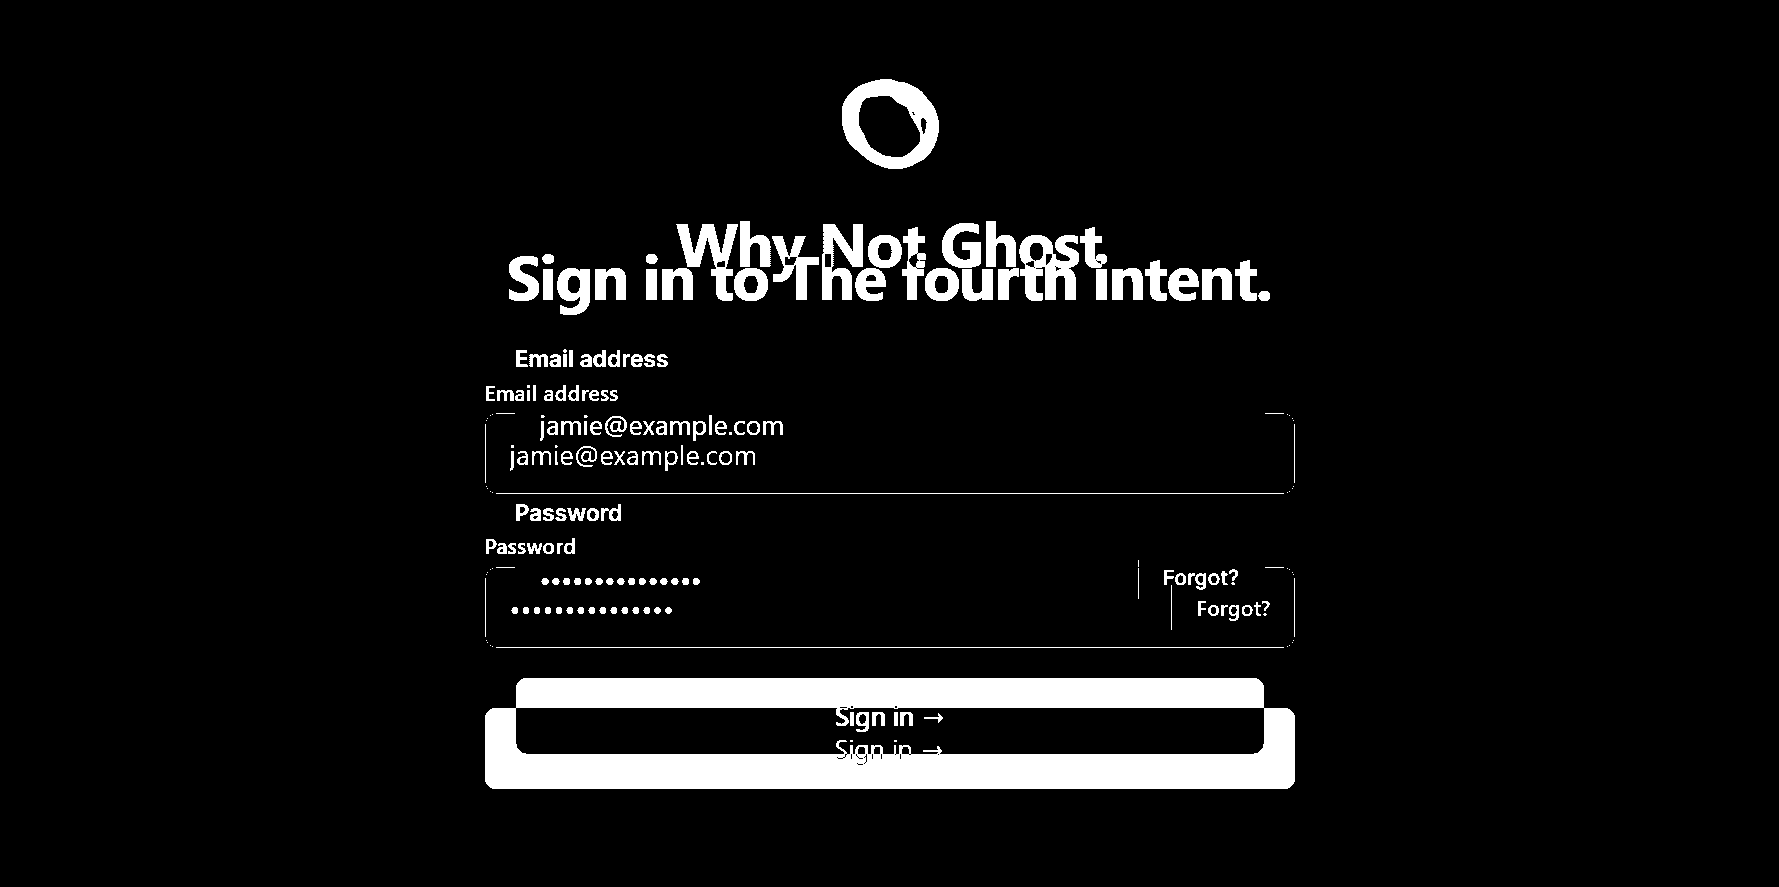 Why Not Ghost.
Sign in to The fourth intent.
Email address
Email address
jamie@example.com
jamie@example.com
Password
Password
••••••••••••••• Forgot?
••••••••••••••• Forgot?
Sign in →
Sign in →